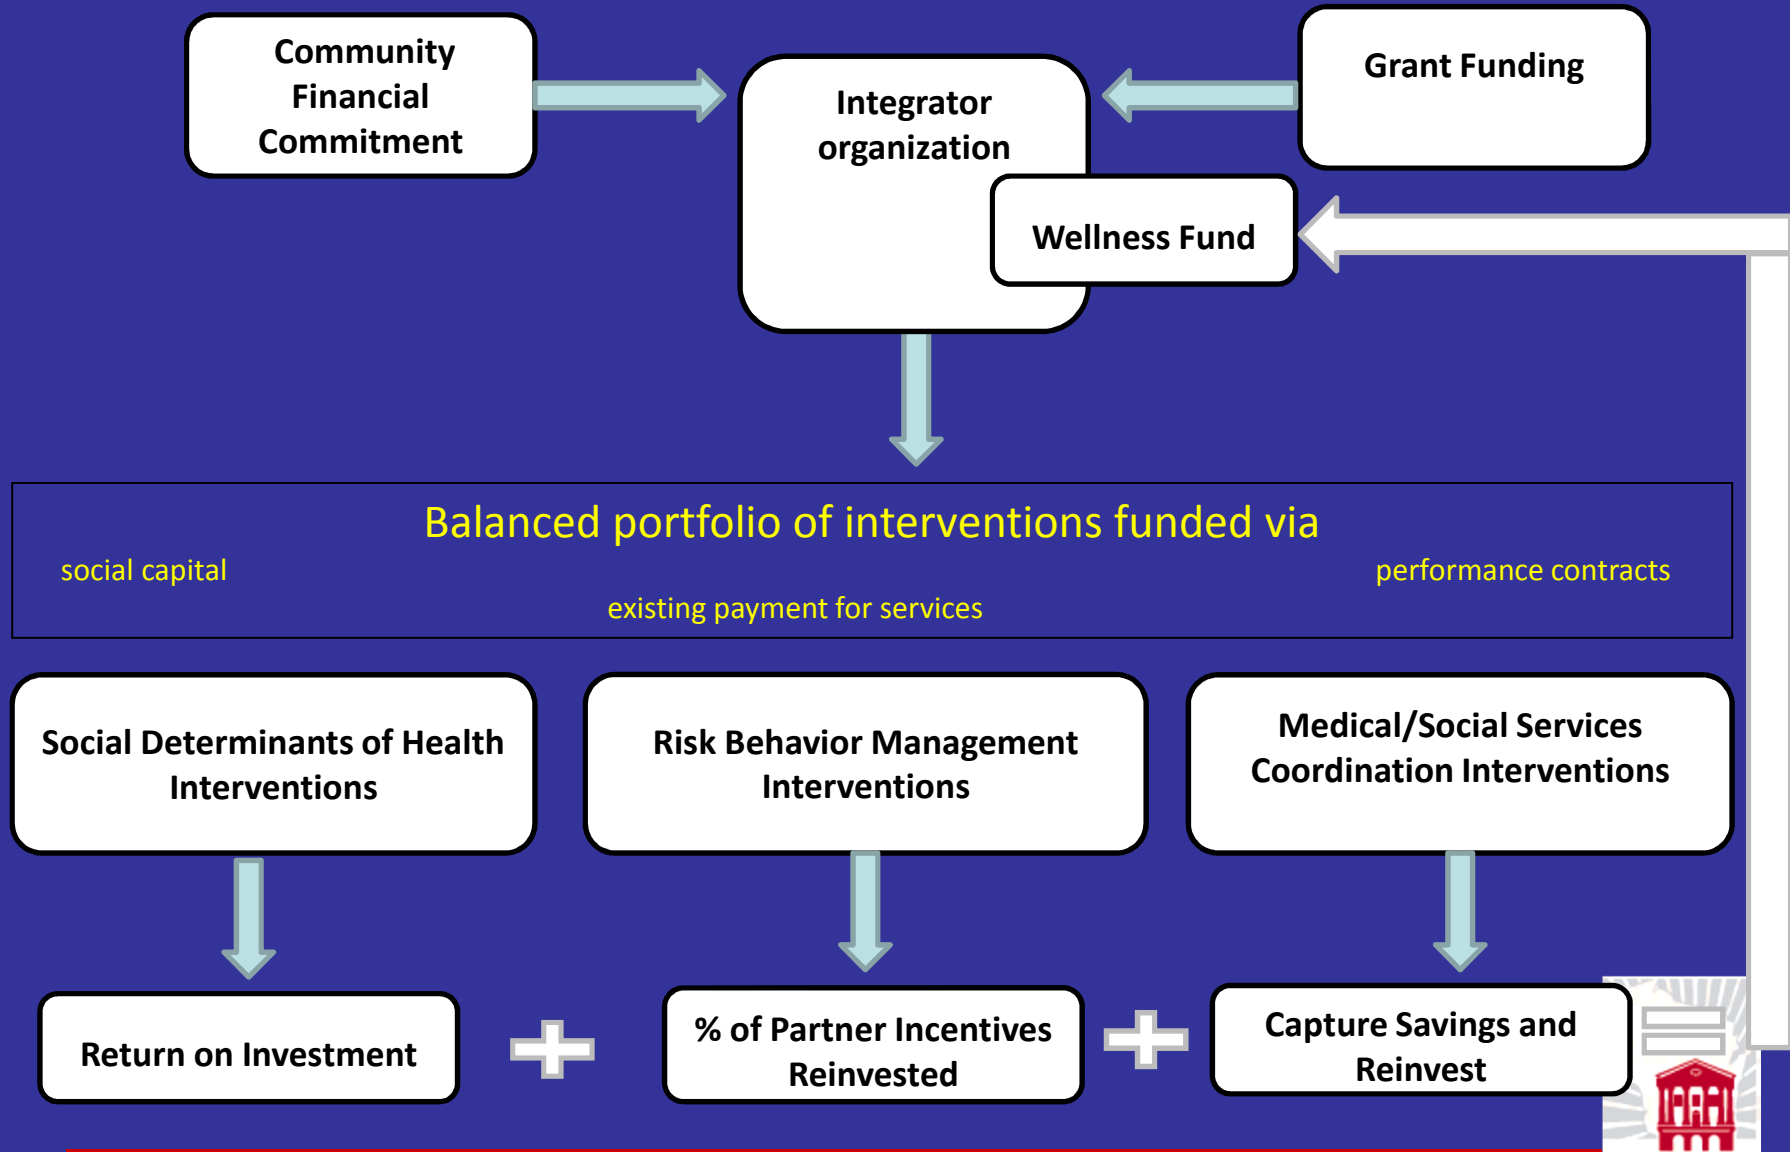 Community
Financial
Commitment
Integrator
organization
Grant Funding
Wellness Fund
Balanced portfolio of interventions funded via
social capital
performance contracts
existing payment for services
Social Determinants of Health
Interventions
Risk Behavior Management
Interventions
Medical/Social Services
Coordination Interventions
Return on Investment
% of Partner Incentives
Reinvested
Capture Savings and
Reinvest